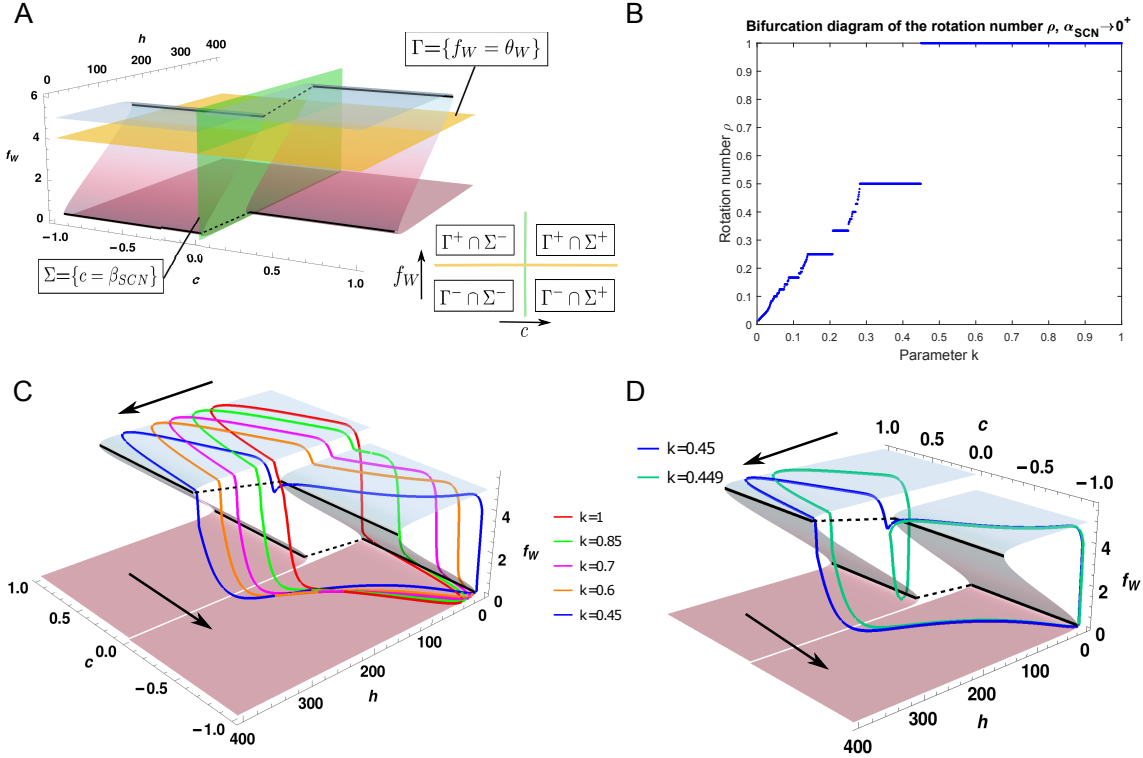 A
h
0
100
200
300
400
Γ={f_W = θ_W}
6
4
f_W
2
0
−1.0
−0.5
0.0
c
0.5
1.0
Σ={c = β_SCN}
Γ⁺ ∩ Σ⁻
Γ⁺ ∩ Σ⁺
f_W
Γ⁻ ∩ Σ⁻
Γ⁻ ∩ Σ⁺
c
B
Bifurcation diagram of the rotation number ρ, α_SCN→0⁺
1
0.9
0.8
0.7
0.6
0.5
0.4
0.3
0.2
0.1
0
Rotation number ρ
0 0.1 0.2 0.3 0.4 0.5 0.6 0.7 0.8 0.9 1
Parameter k
C
4
f_W
2
0
0
100
200
h
300
400
1.0
0.5
c 0.0
−0.5
−1.0
k=1
k=0.85
k=0.7
k=0.6
k=0.45
D
k=0.45
k=0.449
1.0
0.5
c
0.0
−0.5
−1.0
4
f_W
2
0
0
100
200
h
300
400